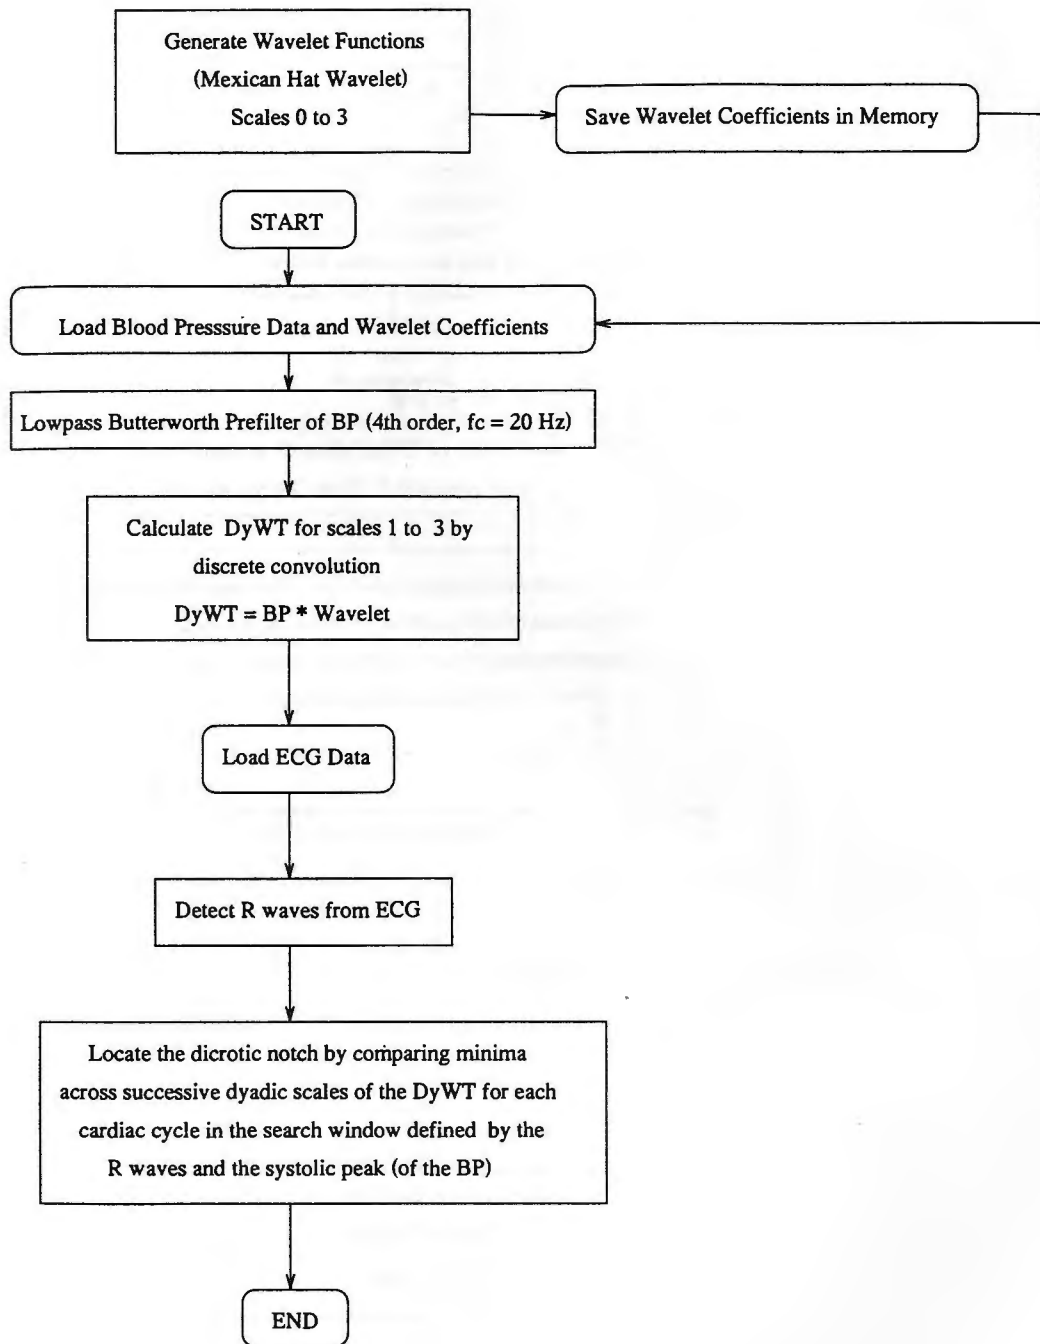 Generate Wavelet Functions
(Mexican Hat Wavelet)
Scales 0 to 3
Save Wavelet Coefficients in Memory
START
Load Blood Presssure Data and Wavelet Coefficients
Lowpass Butterworth Prefilter of BP (4th order, fc = 20 Hz)
Calculate DyWT for scales 1 to 3 by
discrete convolution
DyWT = BP * Wavelet
Load ECG Data
Detect R waves from ECG
Locate the dicrotic notch by comparing minima
across successive dyadic scales of the DyWT for each
cardiac cycle in the search window defined by the
R waves and the systolic peak (of the BP)
END